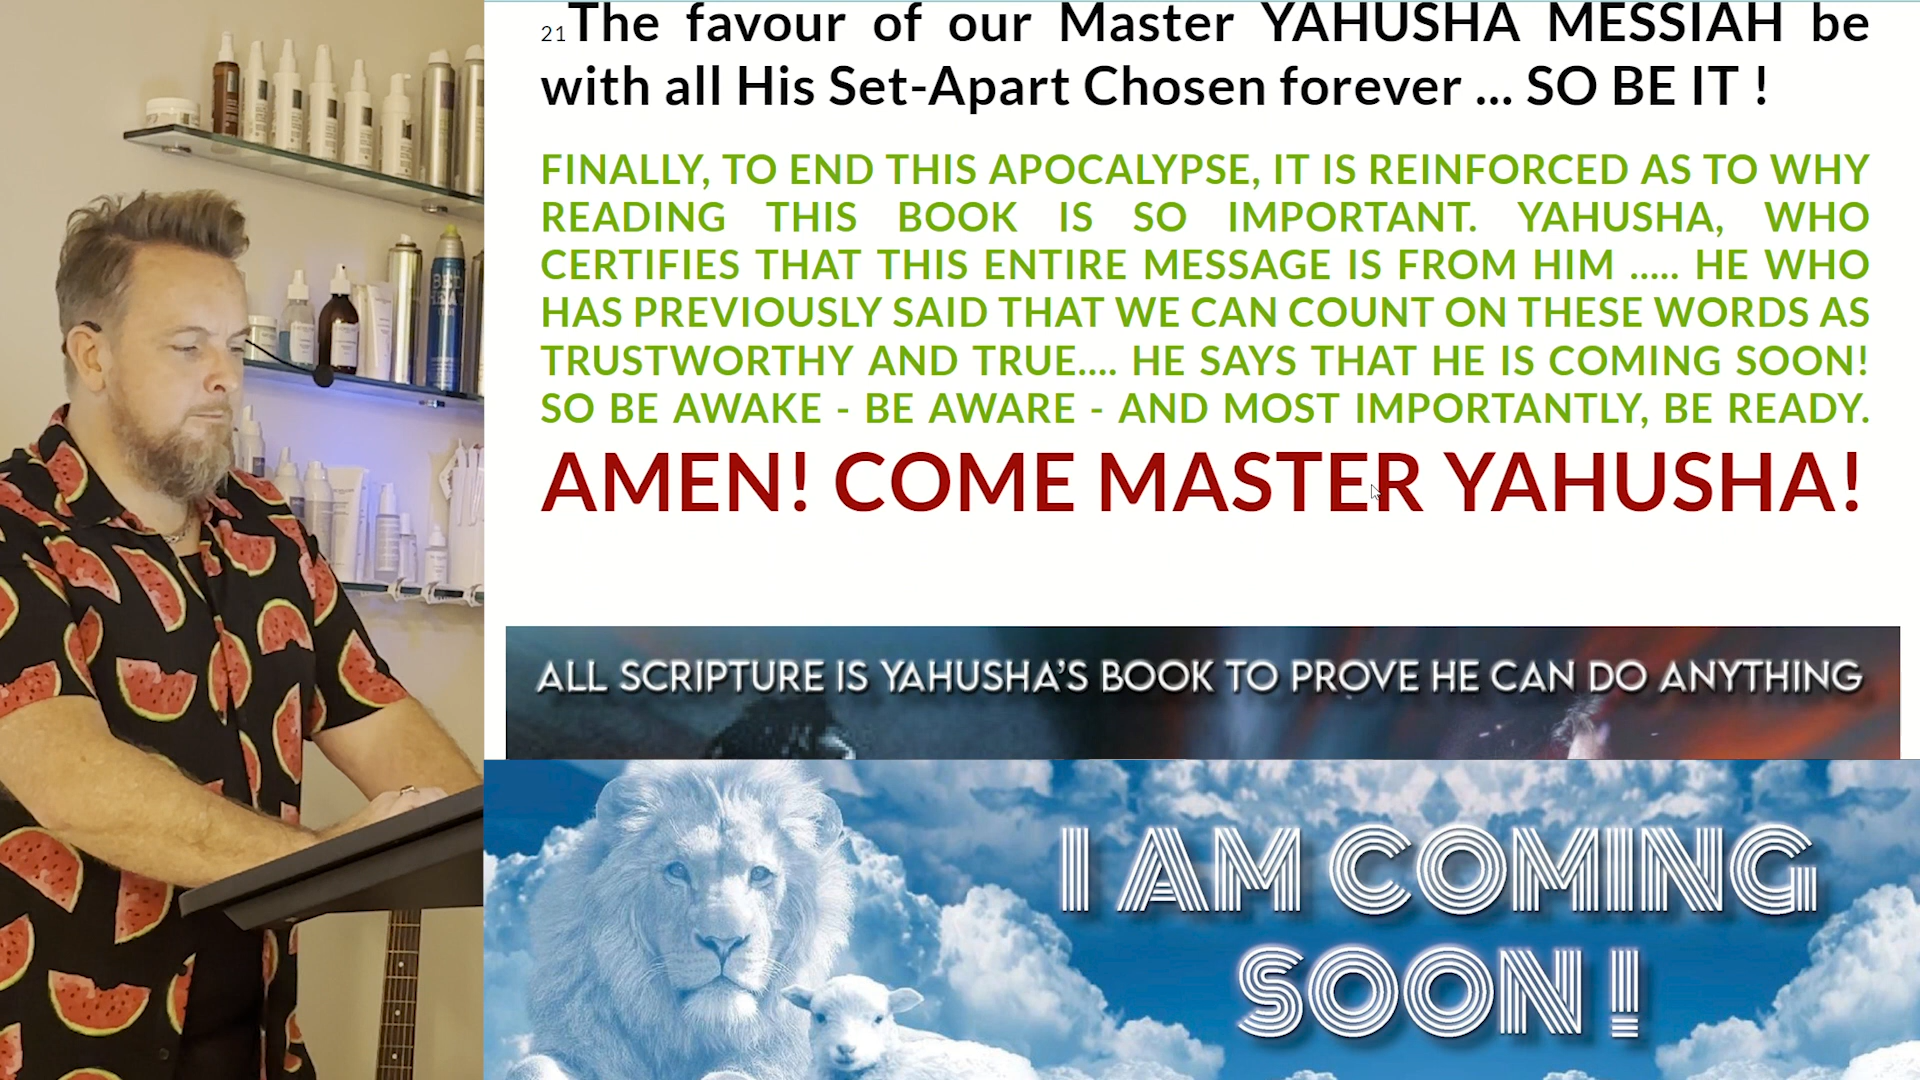 21 The favour of our Master YAHUSHA MESSIAH be
with all His Set-Apart Chosen forever ... SO BE IT !
FINALLY, TO END THIS APOCALYPSE, IT IS REINFORCED AS TO WHY
READING THIS BOOK IS SO IMPORTANT. YAHUSHA, WHO
CERTIFIES THAT THIS ENTIRE MESSAGE IS FROM HIM ..... HE WHO
HAS PREVIOUSLY SAID THAT WE CAN COUNT ON THESE WORDS AS
TRUSTWORTHY AND TRUE.... HE SAYS THAT HE IS COMING SOON!
SO BE AWAKE - BE AWARE - AND MOST IMPORTANTLY, BE READY.
AMEN! COME MASTER YAHUSHA!
ALL SCRIPTURE IS YAHUSHA'S BOOK TO PROVE HE CAN DO ANYTHING
I AM COMING
SOON !
BED
HEAD